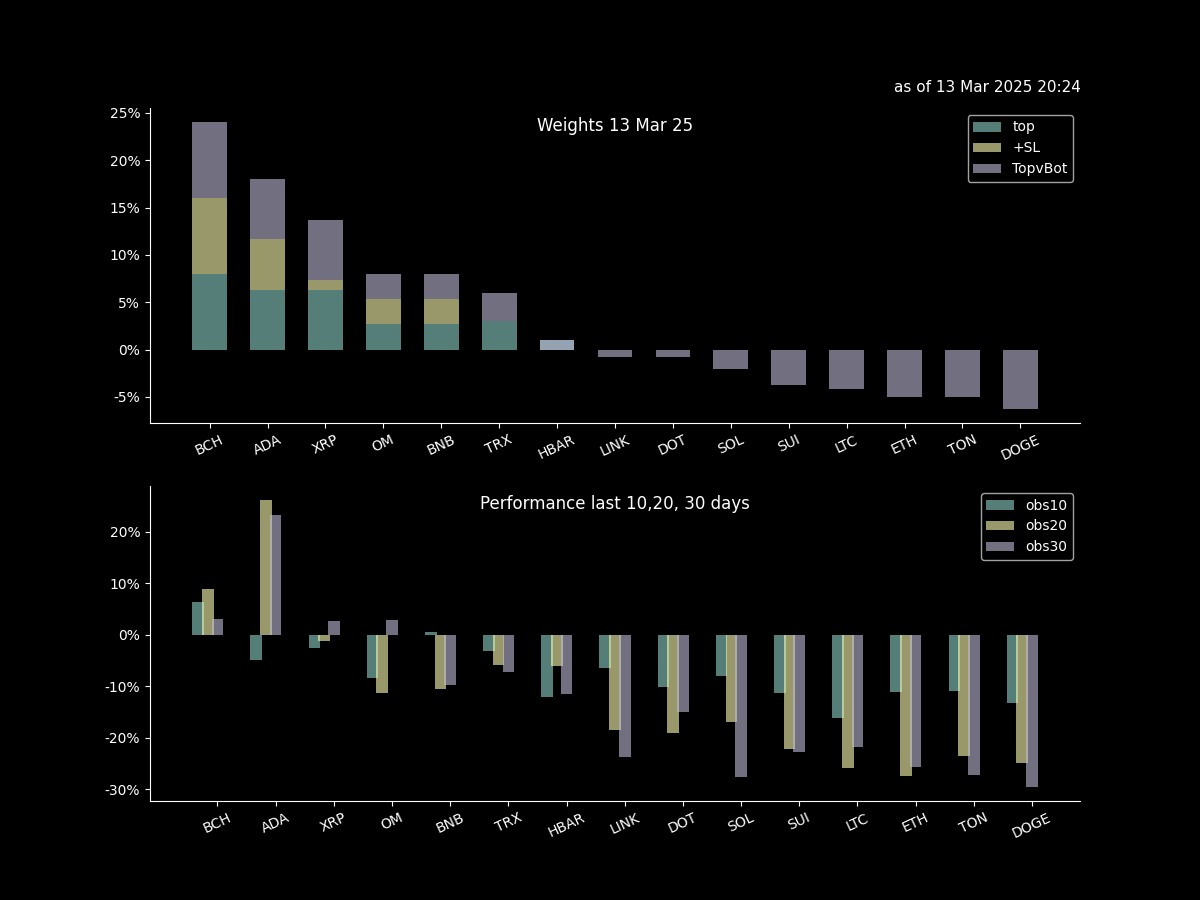 as of 13 Mar 2025 20:24
Weights 13 Mar 25
top
+SL
TopvBot
25%
20%
15%
10%
5%
0%
-5%
BCH ADA XRP OM BNB TRX HBAR LINK DOT SOL SUI LTC ETH TON DOGE
Performance last 10,20, 30 days
obs10
obs20
obs30
20%
10%
0%
-10%
-20%
-30%
BCH ADA XRP OM BNB TRX HBAR LINK DOT SOL SUI LTC ETH TON DOGE